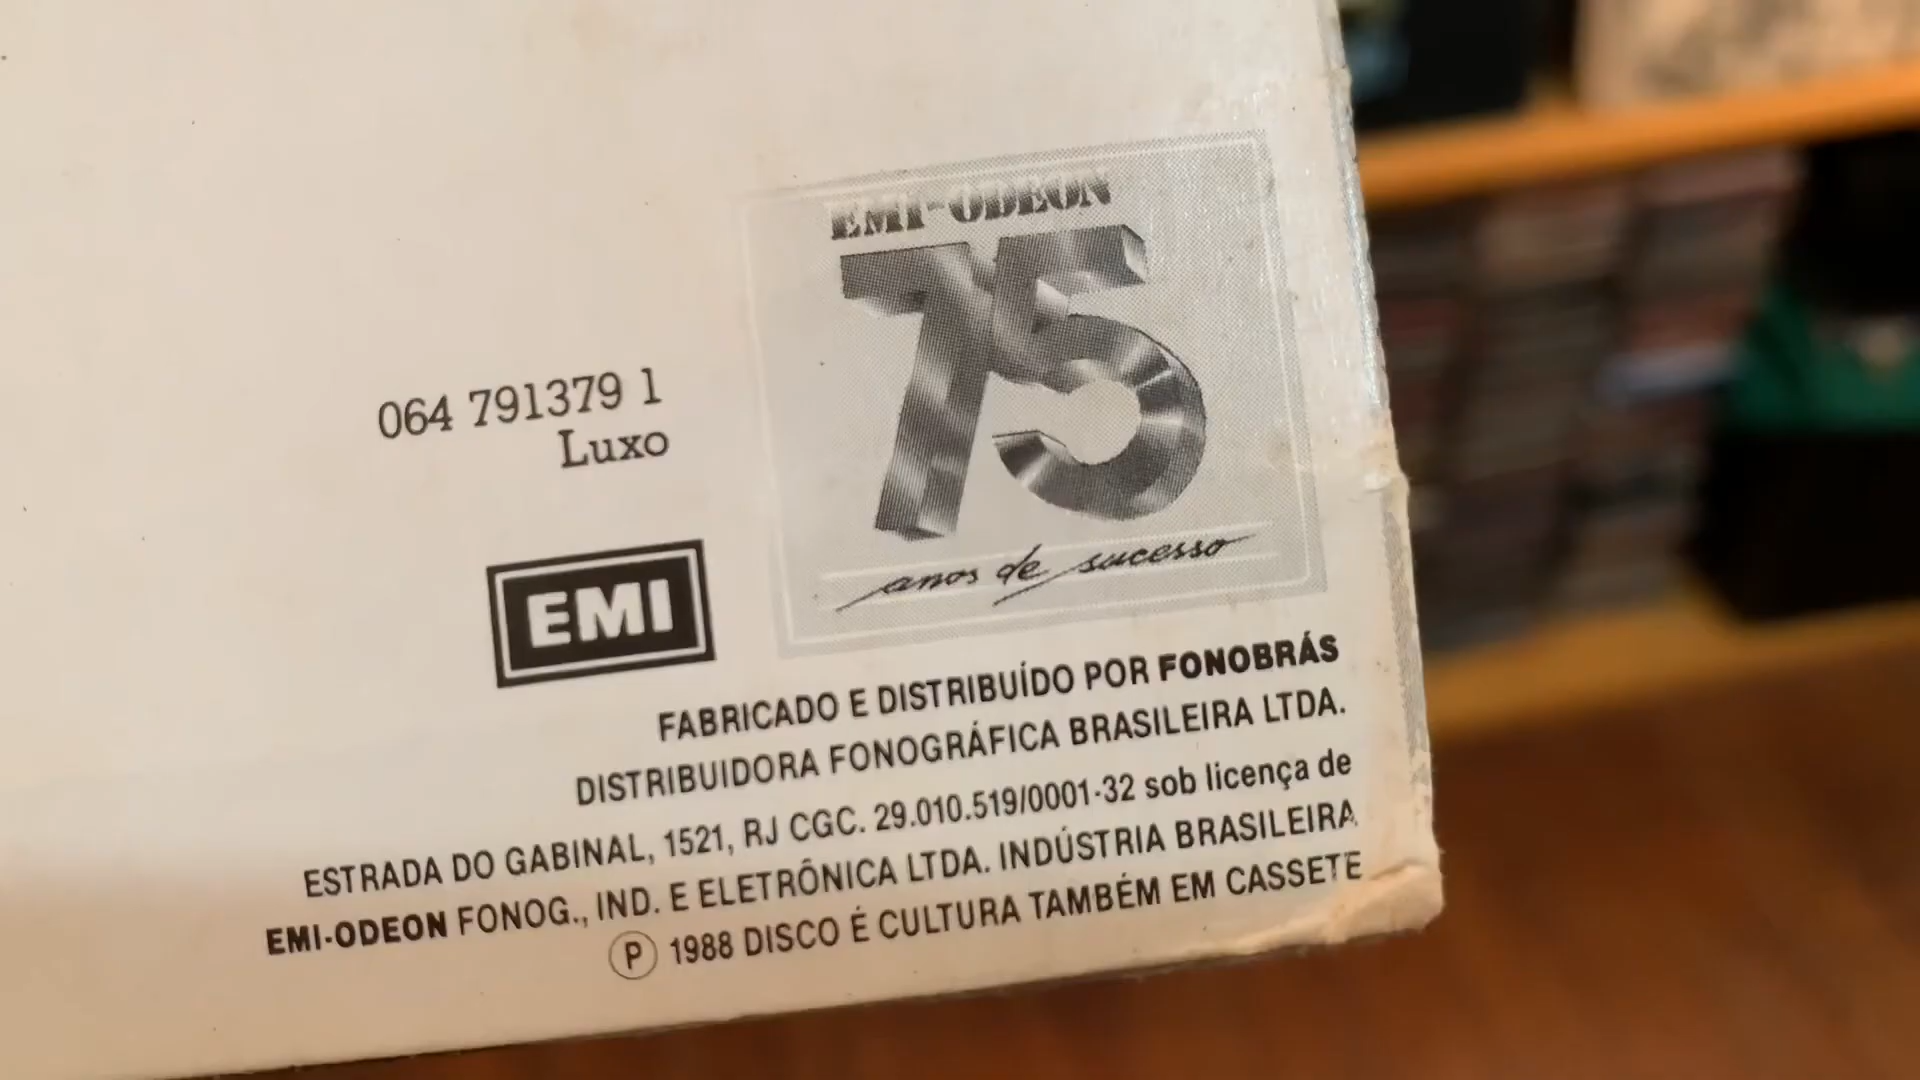 EMI-ODEON
75
anos de sucesso
064 791379 1
Luxo
EMI
FABRICADO E DISTRIBUÍDO POR FONOBRÁS
DISTRIBUIDORA FONOGRÁFICA BRASILEIRA LTDA.
ESTRADA DO GABINAL, 1521, RJ CGC. 29.010.519/0001-32 sob licença de
EMI-ODEON FONOG., IND. E ELETRÔNICA LTDA. INDÚSTRIA BRASILEIRA
Ⓟ 1988 DISCO É CULTURA TAMBÉM EM CASSETE